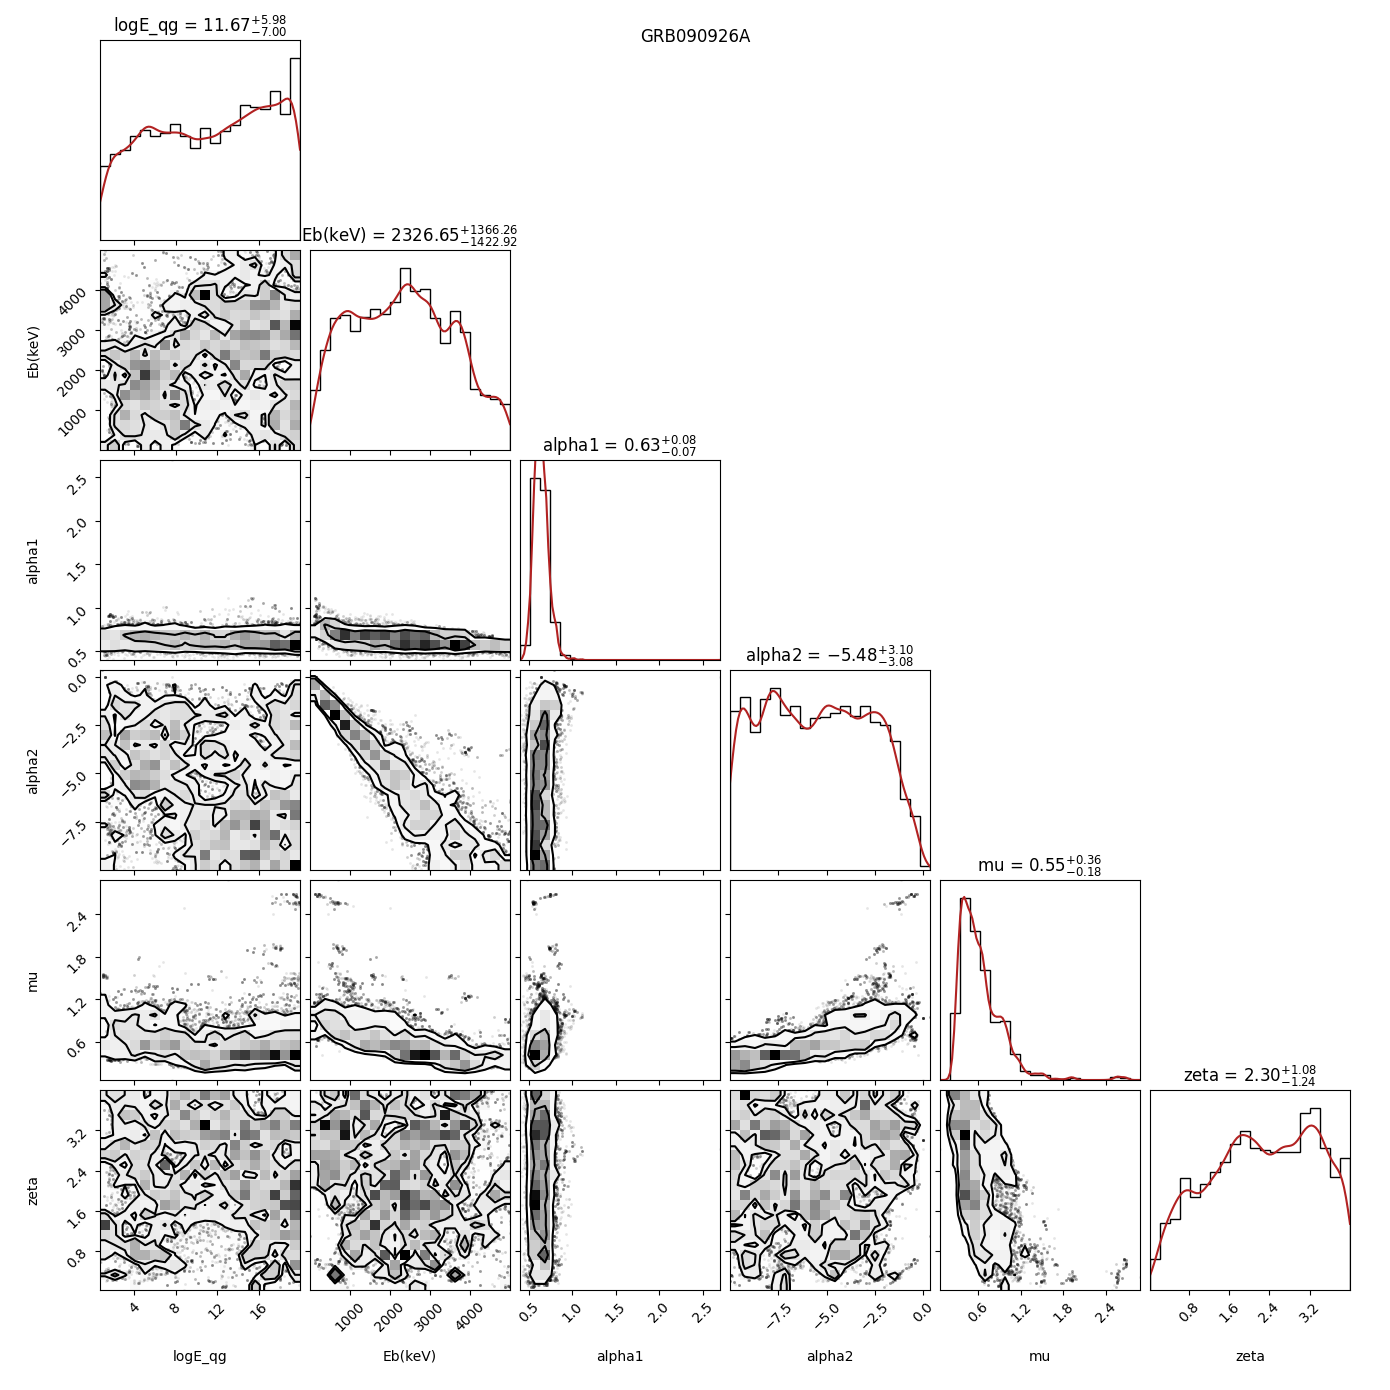 GRB090926A
logE_qg = 11.67 +5.98 −7.00
Eb(keV) = 2326.65 +1366.26 −1422.92
alpha1 = 0.63 +0.08 −0.07
alpha2 = −5.48 +3.10 −3.08
mu = 0.55 +0.36 −0.18
zeta = 2.30 +1.08 −1.24
Eb(keV)
4000
3000
2000
1000
alpha1
2.5
2.0
1.5
1.0
0.5
alpha2
0.0
−2.5
−5.0
−7.5
mu
2.4
1.8
1.2
0.6
zeta
3.2
2.4
1.6
0.8
4 8 12 16
1000 2000 3000 4000
0.5 1.0 1.5 2.0 2.5
−7.5 −5.0 −2.5 0.0
0.6 1.2 1.8 2.4
0.8 1.6 2.4 3.2
logE_qg Eb(keV) alpha1 alpha2 mu zeta